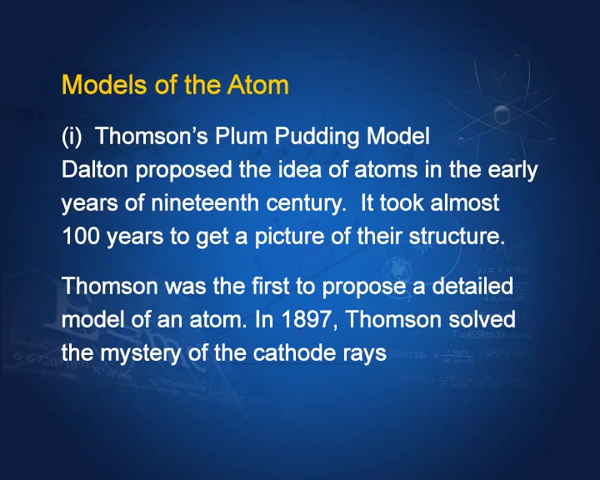 Models of the Atom
(i)  Thomson’s Plum Pudding Model
Dalton proposed the idea of atoms in the early
years of nineteenth century.  It took almost
100 years to get a picture of their structure.
Thomson was the first to propose a detailed
model of an atom. In 1897, Thomson solved
the mystery of the cathode rays